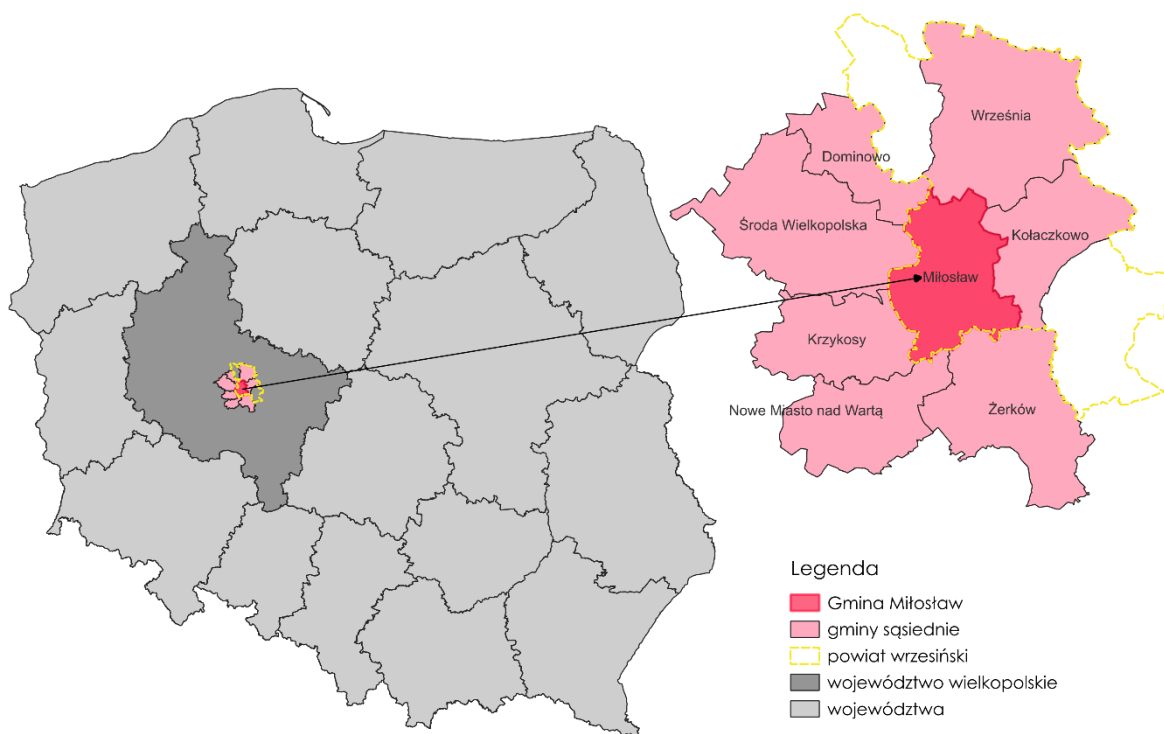 Września
Dominowo
Środa Wielkopolska
Kołaczkowo
Miłosław
Krzykosy
Nowe Miasto nad Wartą
Żerków
Legenda
Gmina Miłosław
gminy sąsiednie
powiat wrzesiński
województwo wielkopolskie
województwa